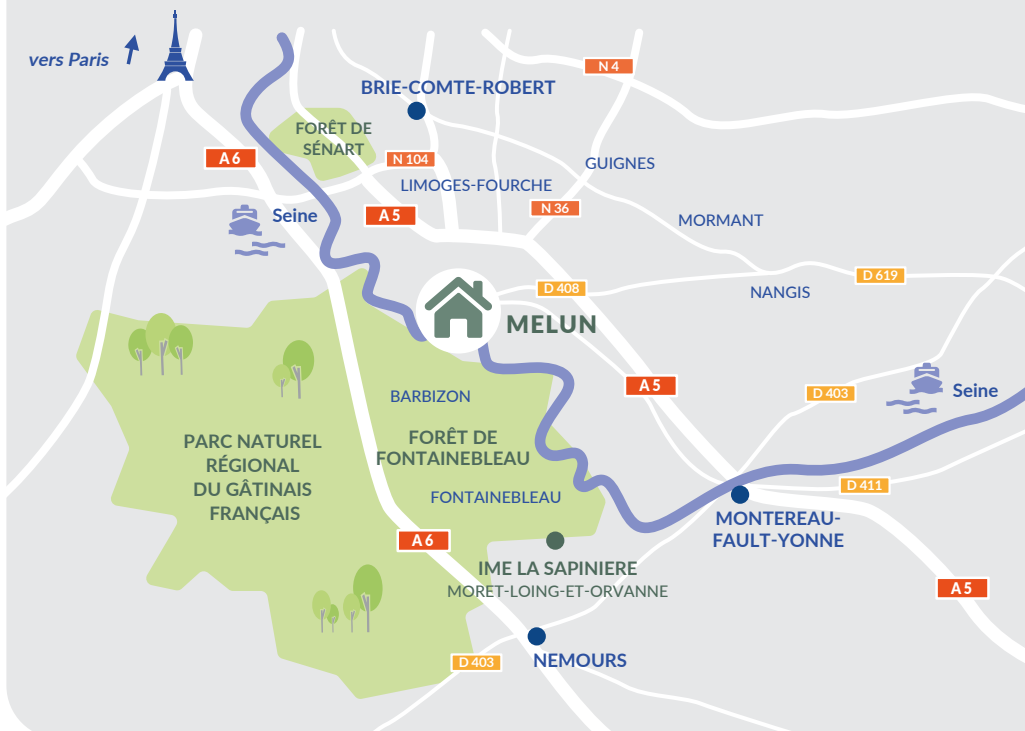 vers Paris
N 4
BRIE-COMTE-ROBERT
FORÊT DE
SÉNART
A 6
N 104
GUIGNES
LIMOGES-FOURCHE
A 5
N 36
Seine
MORMANT
D 619
D 408
NANGIS
MELUN
A 5
D 403
Seine
BARBIZON
PARC NATUREL
RÉGIONAL
DU GÂTINAIS
FRANÇAIS
FORÊT DE
FONTAINEBLEAU
FONTAINEBLEAU
D 411
MONTEREAU-
FAULT-YONNE
A 6
IME LA SAPINIERE
MORET-LOING-ET-ORVANNE
A 5
D 403
NEMOURS